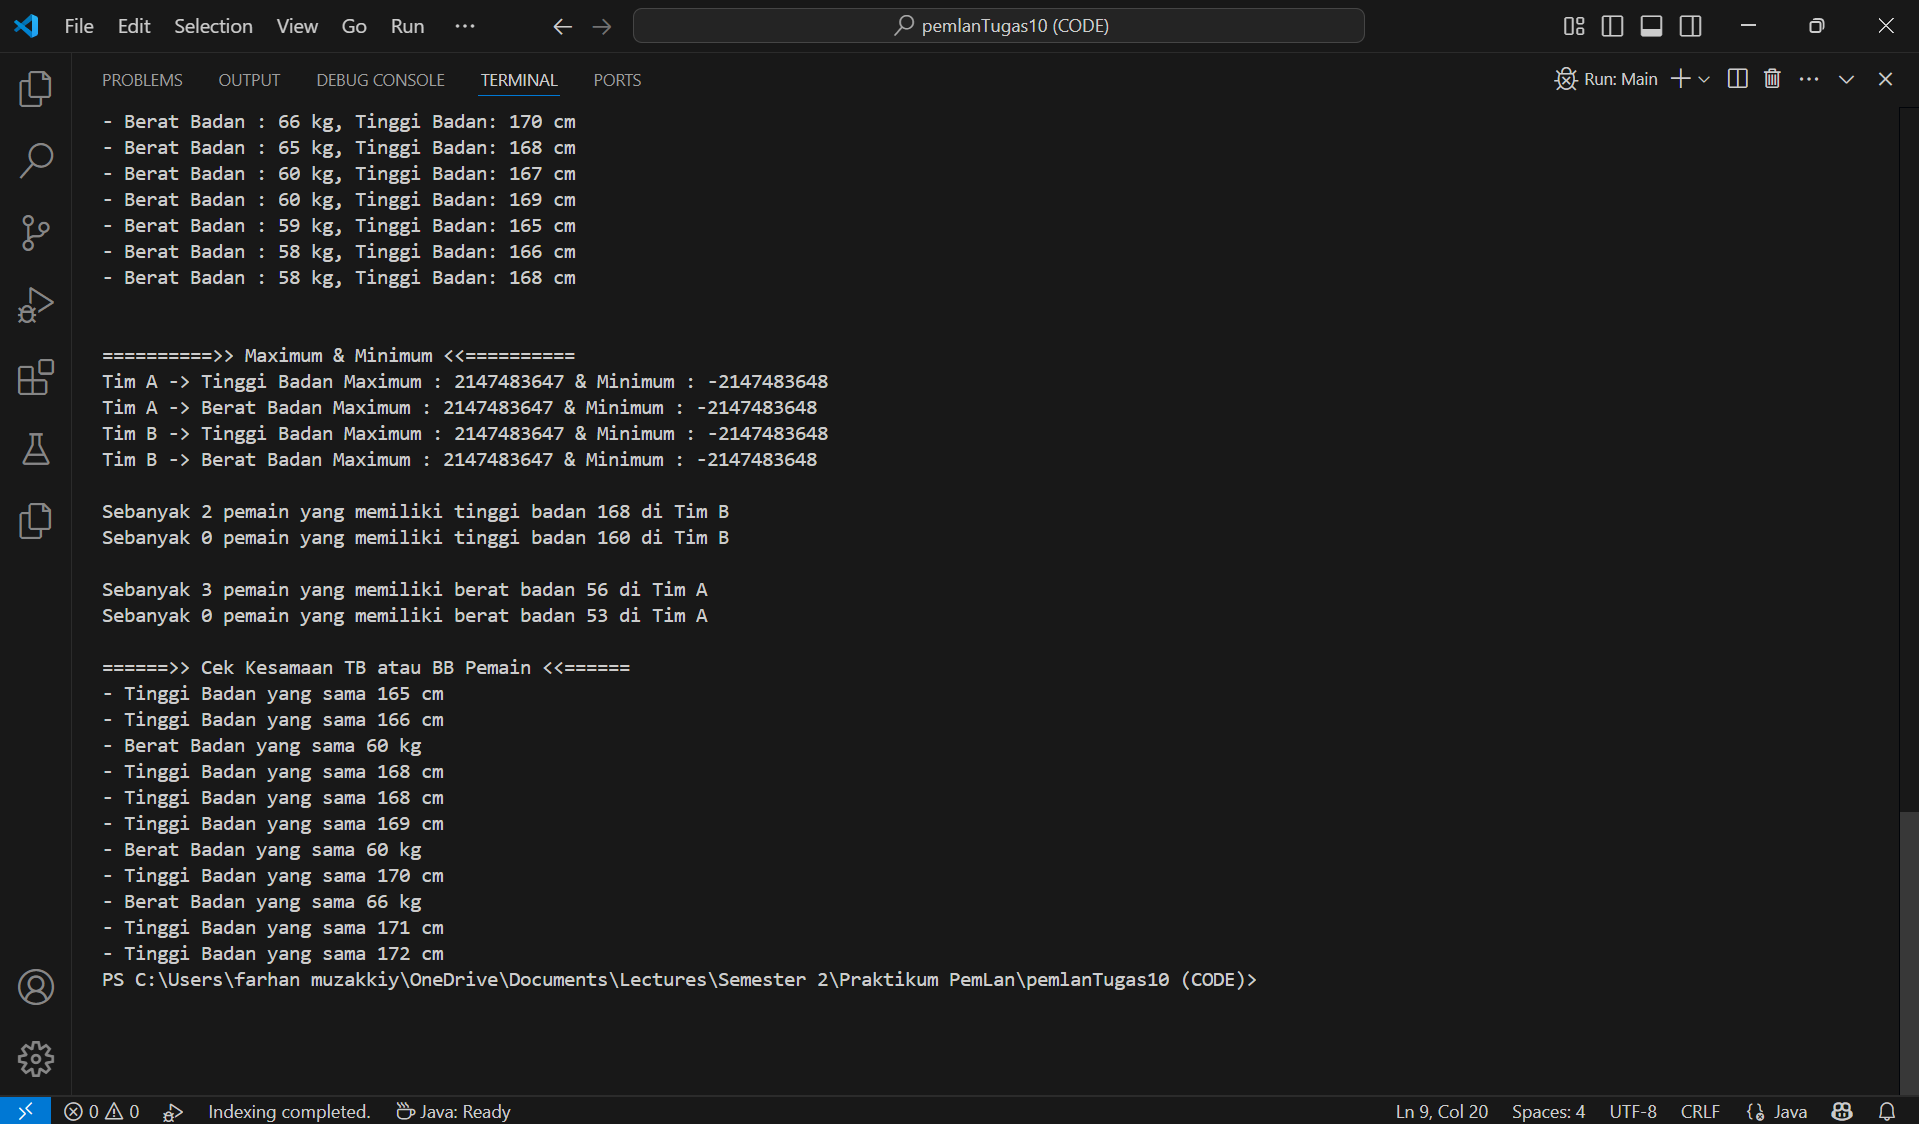 File Edit Selection View Go Run ··· pemlanTugas10 (CODE)
PROBLEMS OUTPUT DEBUG CONSOLE TERMINAL PORTS Run: Main
- Berat Badan : 66 kg, Tinggi Badan: 170 cm
- Berat Badan : 65 kg, Tinggi Badan: 168 cm
- Berat Badan : 60 kg, Tinggi Badan: 167 cm
- Berat Badan : 60 kg, Tinggi Badan: 169 cm
- Berat Badan : 59 kg, Tinggi Badan: 165 cm
- Berat Badan : 58 kg, Tinggi Badan: 166 cm
- Berat Badan : 58 kg, Tinggi Badan: 168 cm
==========>> Maximum & Minimum <<==========
Tim A -> Tinggi Badan Maximum : 2147483647 & Minimum : -2147483648
Tim A -> Berat Badan Maximum : 2147483647 & Minimum : -2147483648
Tim B -> Tinggi Badan Maximum : 2147483647 & Minimum : -2147483648
Tim B -> Berat Badan Maximum : 2147483647 & Minimum : -2147483648
Sebanyak 2 pemain yang memiliki tinggi badan 168 di Tim B
Sebanyak 0 pemain yang memiliki tinggi badan 160 di Tim B
Sebanyak 3 pemain yang memiliki berat badan 56 di Tim A
Sebanyak 0 pemain yang memiliki berat badan 53 di Tim A
======>> Cek Kesamaan TB atau BB Pemain <<======
- Tinggi Badan yang sama 165 cm
- Tinggi Badan yang sama 166 cm
- Berat Badan yang sama 60 kg
- Tinggi Badan yang sama 168 cm
- Tinggi Badan yang sama 168 cm
- Tinggi Badan yang sama 169 cm
- Berat Badan yang sama 60 kg
- Tinggi Badan yang sama 170 cm
- Berat Badan yang sama 66 kg
- Tinggi Badan yang sama 171 cm
- Tinggi Badan yang sama 172 cm
PS C:\Users\farhan muzakkiy\OneDrive\Documents\Lectures\Semester 2\Praktikum PemLan\pemlanTugas10 (CODE)>
0 0 Indexing completed. Java: Ready Ln 9, Col 20 Spaces: 4 UTF-8 CRLF Java